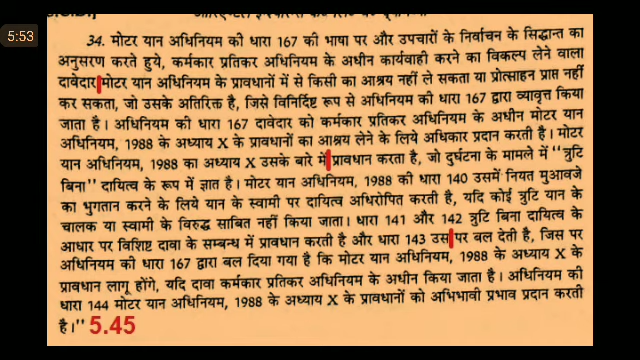 5:53
34. मोटर यान अधिनियम की धारा 167 की भाषा पर और उपचारों के निर्वाचन के सिद्धान्त का
अनुसरण करते हुये, कर्मकार प्रतिकर अधिनियम के अधीन कार्यवाही करने का विकल्प लेने वाला
दावेदार मोटर यान अधिनियम के प्रावधानों में से किसी का आश्रय नहीं ले सकता या प्रोत्साहन प्राप्त नहीं
कर सकता, जो उसके अतिरिक्त है, जिसे विनिर्दिष्ट रूप से अधिनियम की धारा 167 द्वारा व्यावृत्त किया
जाता है। अधिनियम की धारा 167 दावेदार को कर्मकार प्रतिकर अधिनियम के अधीन मोटर यान
अधिनियम, 1988 के अध्याय X के प्रावधानों का आश्रय लेने के लिये अधिकार प्रदान करती है। मोटर
यान अधिनियम, 1988 का अध्याय X उसके बारे में प्रावधान करता है, जो दुर्घटना के मामले में "त्रुटि
बिना" दायित्व के रूप में ज्ञात है। मोटर यान अधिनियम, 1988 की धारा 140 उसमें नियत मुआवजे
का भुगतान करने के लिये यान के स्वामी पर दायित्व अधिरोपित करती है, यदि कोई त्रुटि यान के
चालक या स्वामी के विरुद्ध साबित नहीं किया जाता। धारा 141 और 142 त्रुटि बिना दायित्व के
आधार पर विशिष्ट दावा के सम्बन्ध में प्रावधान करती है और धारा 143 उस पर बल देती है, जिस पर
अधिनियम की धारा 167 द्वारा बल दिया गया है कि मोटर यान अधिनियम, 1988 के अध्याय X के
प्रावधान लागू होंगे, यदि दावा कर्मकार प्रतिकर अधिनियम के अधीन किया जाता है। अधिनियम की
धारा 144 मोटर यान अधिनियम, 1988 के अध्याय X के प्रावधानों को अभिभावी प्रभाव प्रदान करती
है।" 5.45